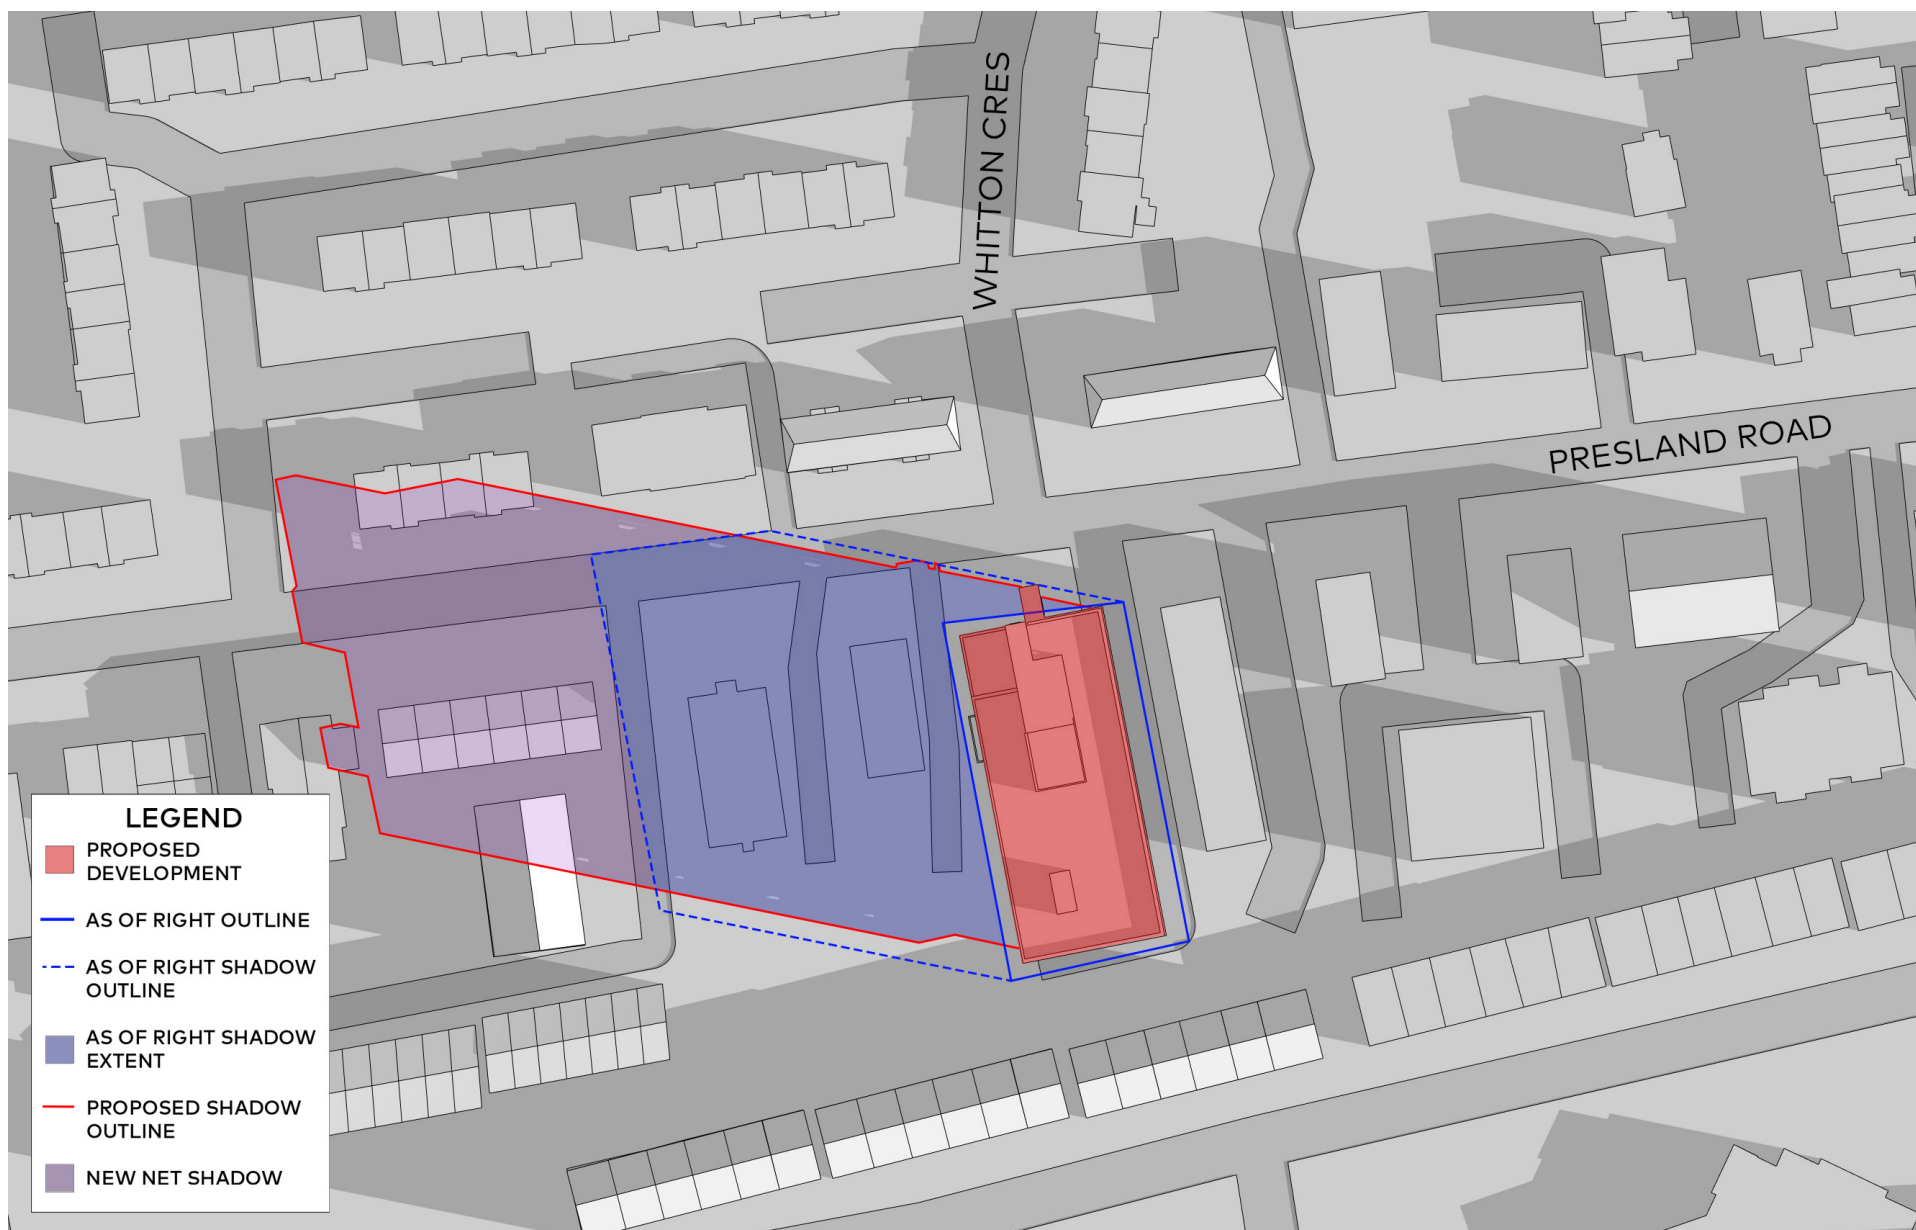 WHITTON CRES
PRESLAND ROAD
LEGEND
PROPOSED
DEVELOPMENT
AS OF RIGHT OUTLINE
AS OF RIGHT SHADOW
OUTLINE
AS OF RIGHT SHADOW
EXTENT
PROPOSED SHADOW
OUTLINE
NEW NET SHADOW